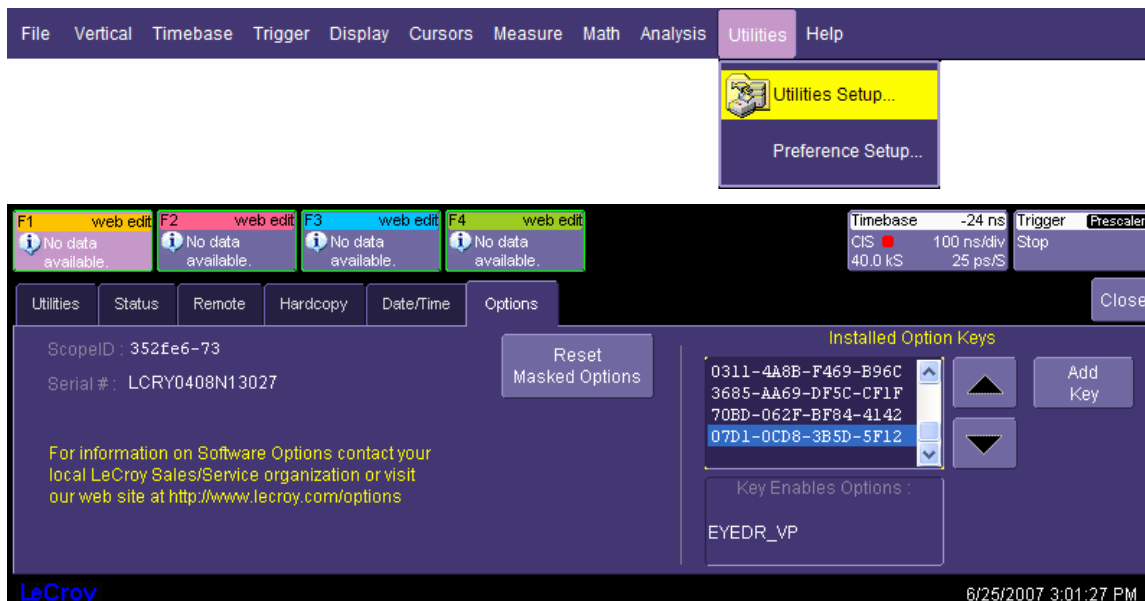 File Vertical Timebase Trigger Display Cursors Measure Math Analysis Utilities Help
Utilities Setup...
Preference Setup...
F1 web edit F2 web edit F3 web edit F4 web edit
No data available. No data available. No data available. No data available.
Timebase -24 ns Trigger Prescaler
CIS 100 ns/div Stop
40.0 kS 25 ps/S
Utilities Status Remote Hardcopy Date/Time Options Close
ScopeID : 352fe6-73
Serial # : LCRY0408N13027
Reset
Masked Options
For information on Software Options contact your
local LeCroy Sales/Service organization or visit
our web site at http://www.lecroy.com/options
Installed Option Keys
0311-4A8B-F469-B96C
3685-AA69-DF5C-CF1F
70BD-062F-BF84-4142
07D1-0CD8-3B5D-5F12
Add
Key
Key Enables Options :
EYEDR_VP
LeCroy 6/25/2007 3:01:27 PM